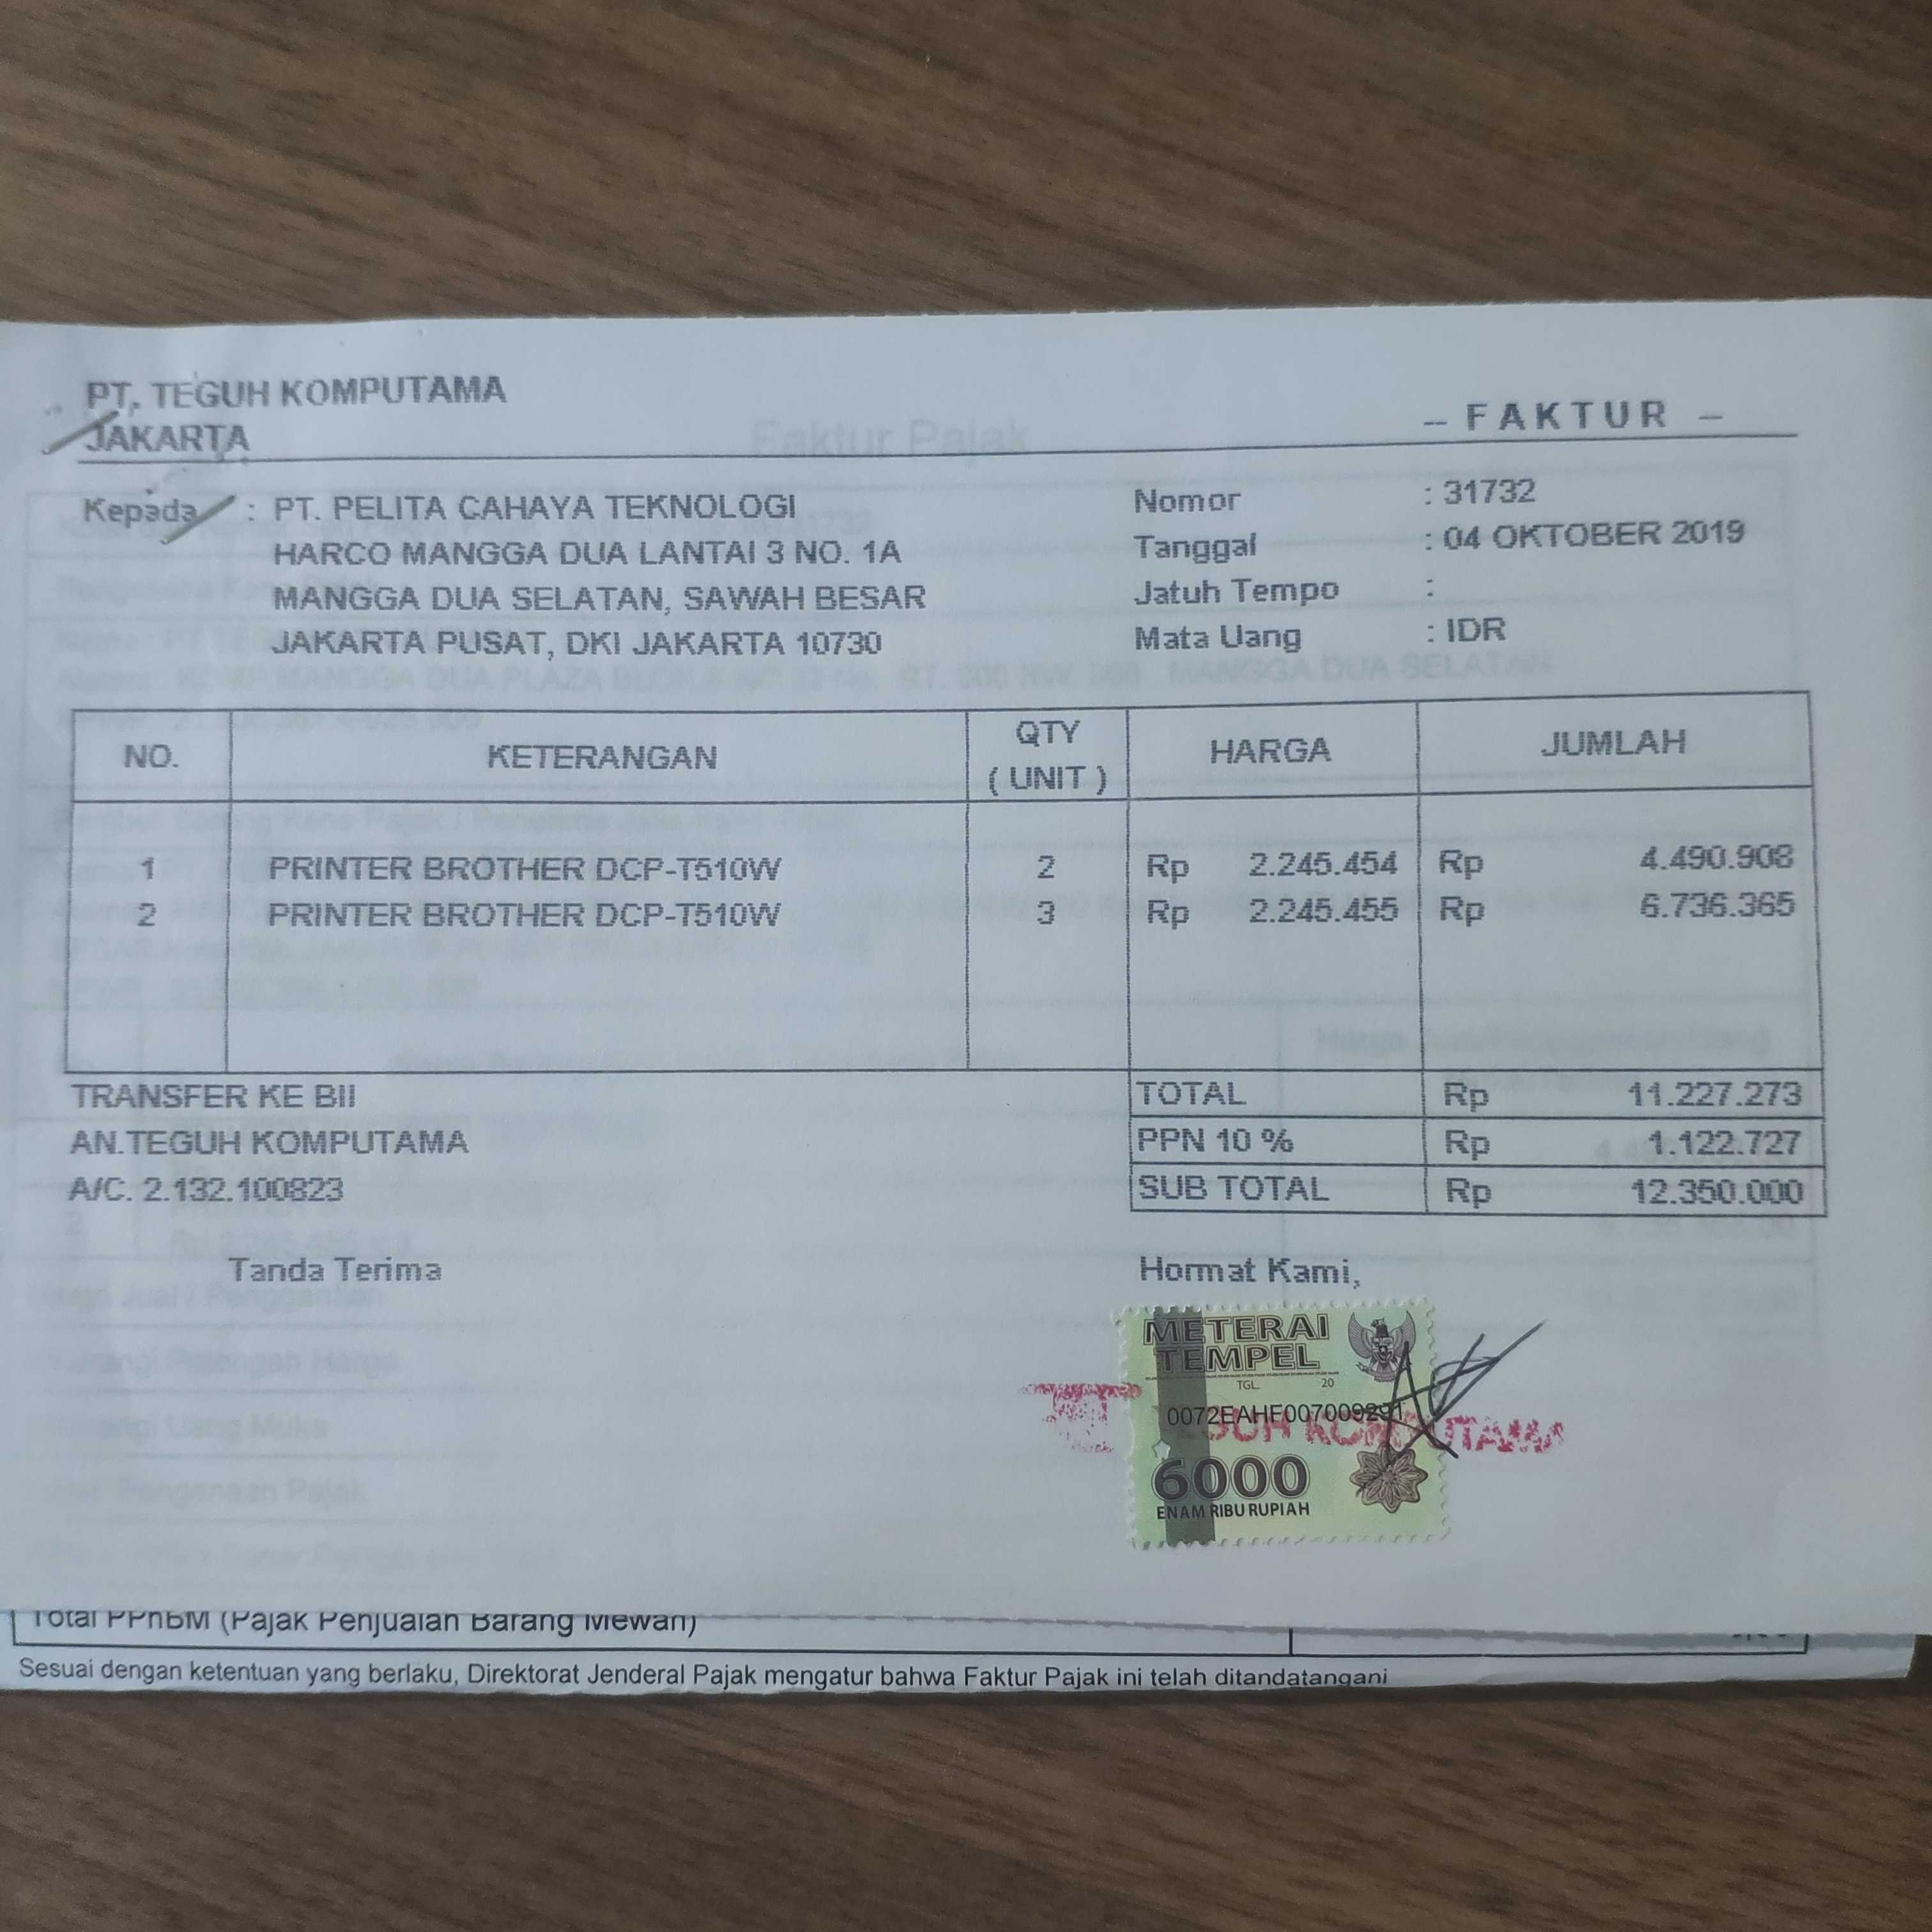 PT. TEGUH KOMPUTAMA
JAKARTA
-- FAKTUR --
Faktur Pajak
Kepada : PT. PELITA CAHAYA TEKNOLOGI
HARCO MANGGA DUA LANTAI 3 NO. 1A
MANGGA DUA SELATAN, SAWAH BESAR
JAKARTA PUSAT, DKI JAKARTA 10730
Nomor : 31732
Tanggal : 04 OKTOBER 2019
Jatuh Tempo :
Mata Uang : IDR
NO. KETERANGAN QTY ( UNIT ) HARGA JUMLAH
1 PRINTER BROTHER DCP-T510W 2 Rp 2.245.454 Rp 4.490.908
2 PRINTER BROTHER DCP-T510W 3 Rp 2.245.455 Rp 6.736.365
TOTAL Rp 11.227.273
PPN 10 % Rp 1.122.727
SUB TOTAL Rp 12.350.000
TRANSFER KE BII
AN.TEGUH KOMPUTAMA
A/C. 2.132.100823
Tanda Terima
Hormat Kami,
METERAI
TEMPEL
TGL. 20
0072EAHF007009291
6000
ENAM RIBU RUPIAH
Total PPnBM (Pajak Penjualan Barang Mewah)
Sesuai dengan ketentuan yang berlaku, Direktorat Jenderal Pajak mengatur bahwa Faktur Pajak ini telah ditandatangani